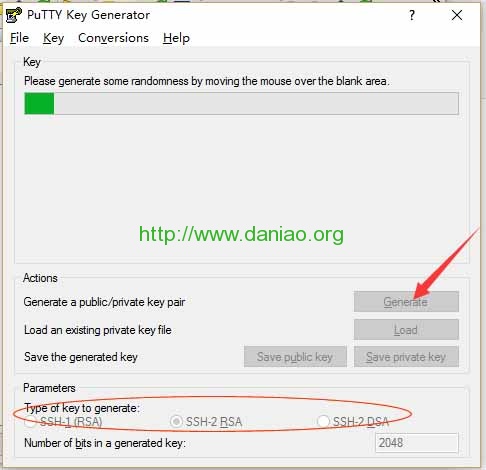 PuTTY Key Generator
File Key Conversions Help
Key
Please generate some randomness by moving the mouse over the blank area.
http://www.daniao.org
Actions
Generate a public/private key pair
Generate
Load an existing private key file
Load
Save the generated key
Save public key
Save private key
Parameters
Type of key to generate:
SSH-1 (RSA)
SSH-2 RSA
SSH-2 DSA
Number of bits in a generated key:
2048